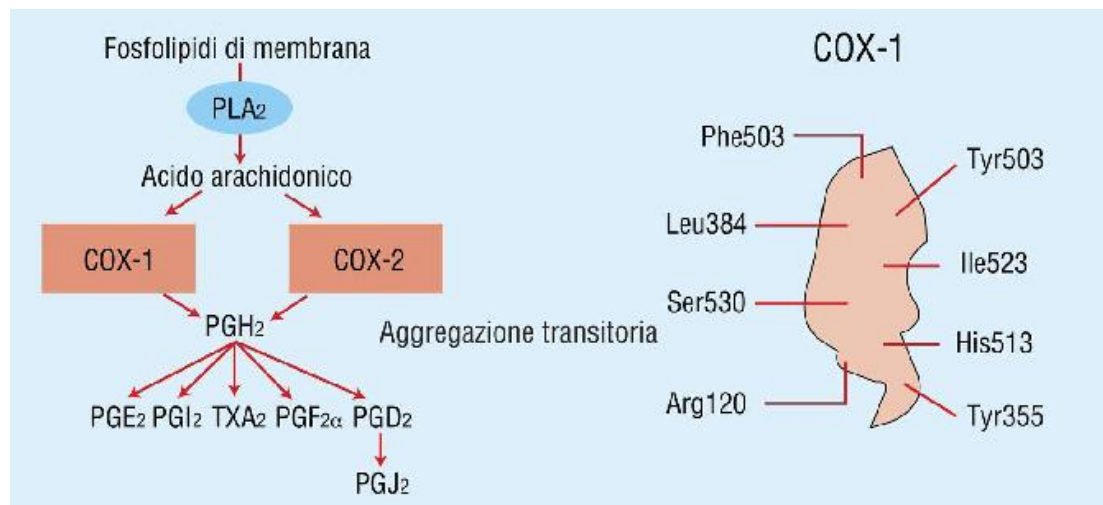 Fosfolipidi di membrana
PLA2
Acido arachidonico
COX-1
COX-2
PGH2
Aggregazione transitoria
PGE2 PGI2 TXA2 PGF2α PGD2
PGJ2
COX-1
Phe503
Tyr503
Leu384
Ile523
Ser530
His513
Arg120
Tyr355